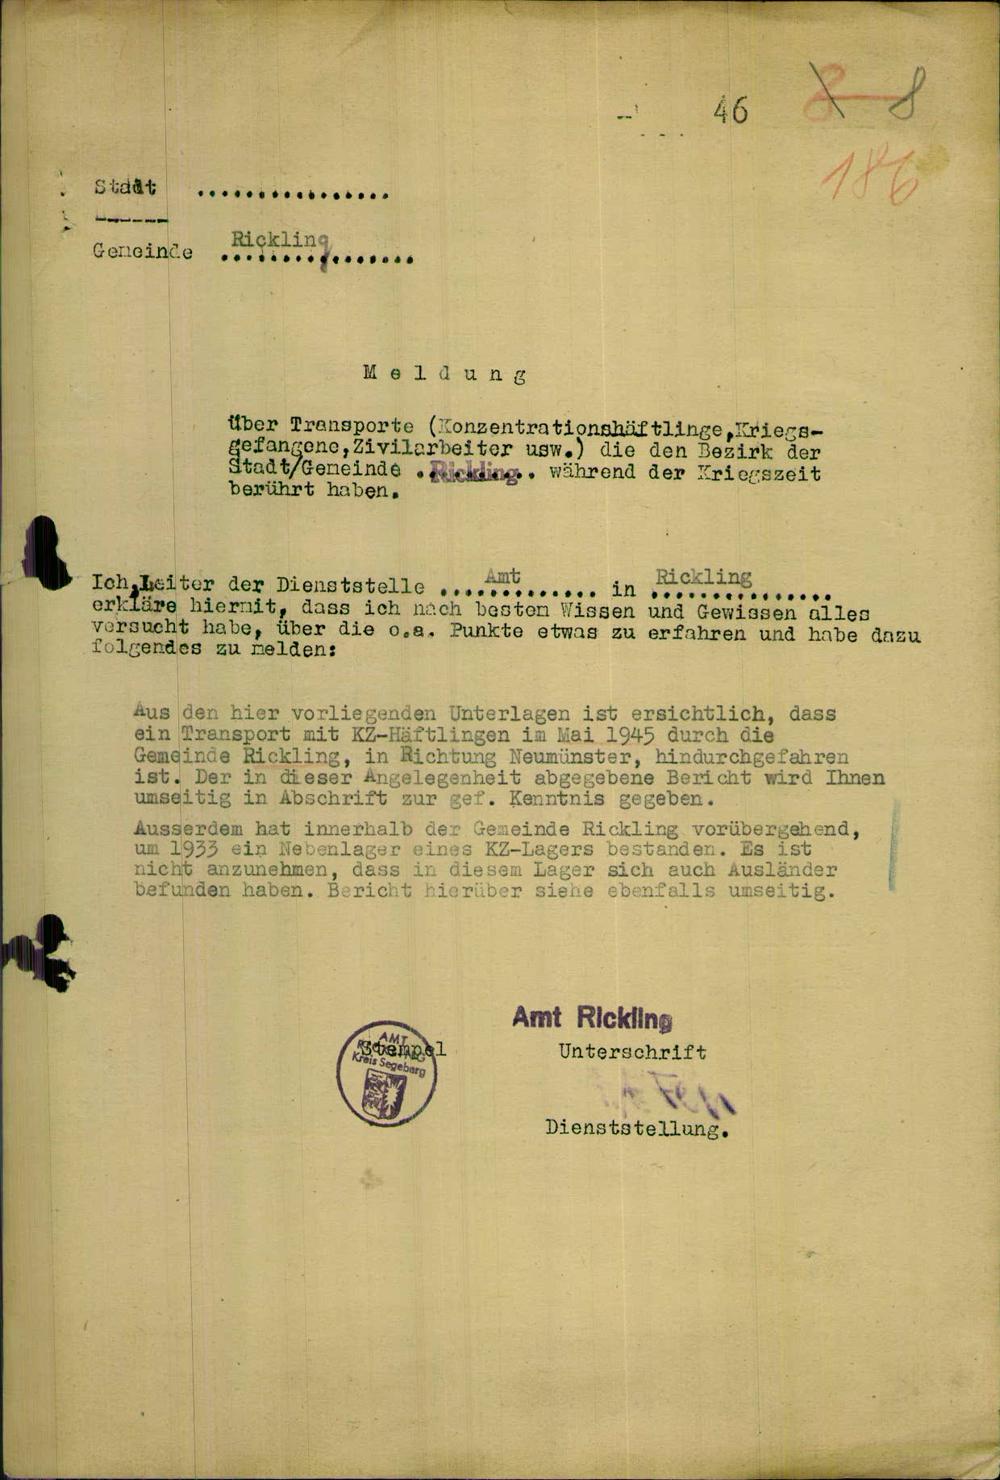 46 8 8
186
Stadt ................
Gemeinde Rickling
Meldung
über Transporte (Konzentrationshäftlinge,Kriegs-
gefangene,Zivilarbeiter usw.) die den Bezirk der
Stadt/Gemeinde ..Rickling.. während der Kriegszeit
berührt haben.
Ich,Leiter der Dienststelle ....Amt.... in Rickling
erkläre hiermit, dass ich nach bestem Wissen und Gewissen alles
versucht habe, über die o.a. Punkte etwas zu erfahren und habe dazu
folgendes zu melden:
Aus den hier vorliegenden Unterlagen ist ersichtlich, dass
ein Transport mit KZ-Häftlingen im Mai 1945 durch die
Gemeinde Rickling, in Richtung Neumünster, hindurchgefahren
ist. Der in dieser Angelegenheit abgegebene Bericht wird Ihnen
umseitig in Abschrift zur gef. Kenntnis gegeben.
Ausserdem hat innerhalb der Gemeinde Rickling vorübergehend,
um 1933 ein Nebenlager eines KZ-Lagers bestanden. Es ist
nicht anzunehmen, dass in diesem Lager sich auch Ausländer
befunden haben. Bericht hierüber siehe ebenfalls umseitig.
Amt Rickling
AMT
Stempel
Kreis Segeberg
Unterschrift
Dienststellung.